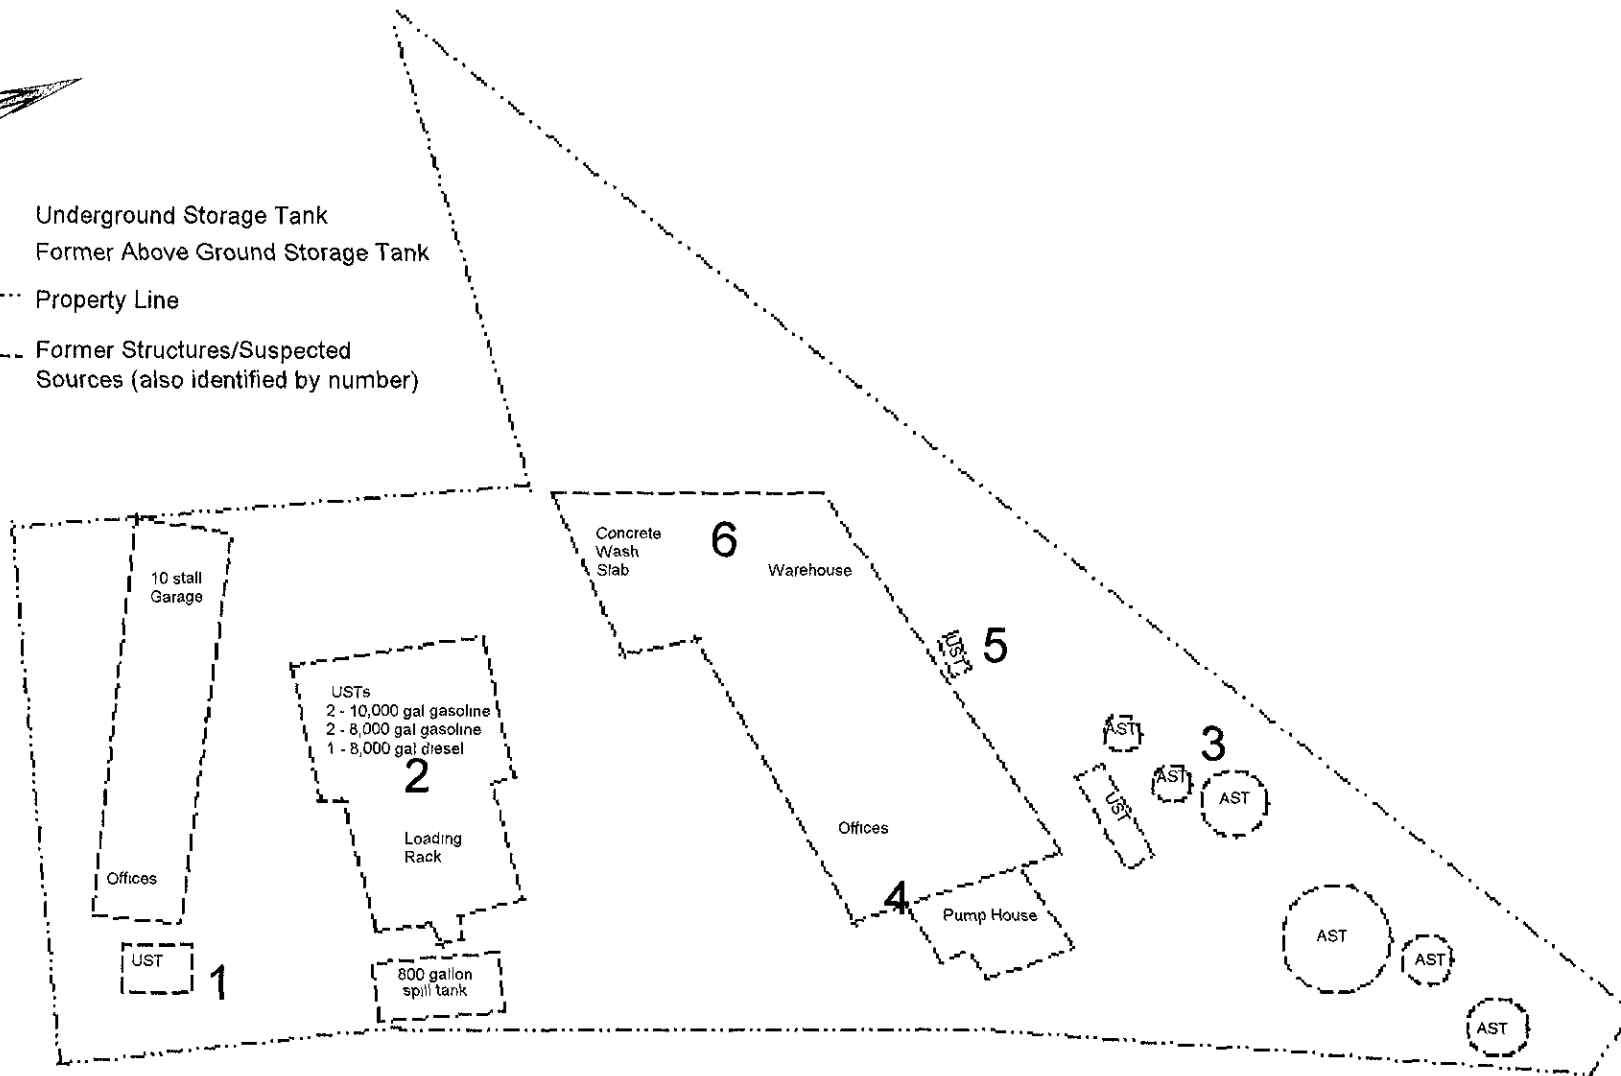 Underground Storage Tank
Former Above Ground Storage Tank
Property Line
Former Structures/Suspected
Sources (also identified by number)
10 stall
Garage
Offices
UST
1
USTs
2 - 10,000 gal gasoline
2 - 8,000 gal gasoline
1 - 8,000 gal diesel
2
Loading
Rack
800 gallon
spill tank
Concrete
Wash
Slab
6
Warehouse
Offices
4
Pump House
UST
5
AST
3
AST
AST
UST
AST
AST
AST